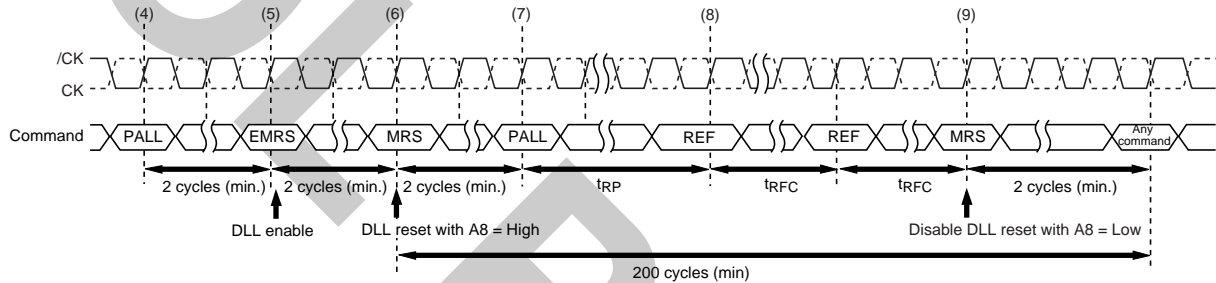 (4) (5) (6) (7) (8) (9)
/CK
CK
Command PALL EMRS MRS PALL REF REF MRS Any command
2 cycles (min.) 2 cycles (min.) 2 cycles (min.) tRP tRFC tRFC 2 cycles (min.)
DLL enable DLL reset with A8 = High Disable DLL reset with A8 = Low
200 cycles (min)